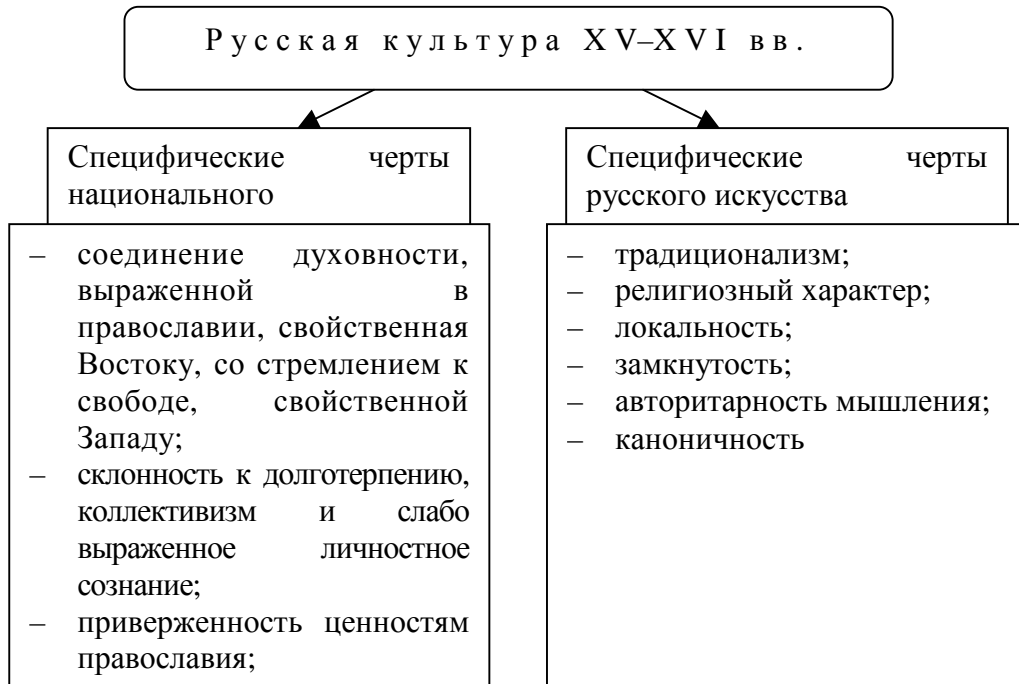 Русская культура XV–XVI вв.
Специфические черты
национального
– соединение духовности,
выраженной в
православии, свойственная
Востоку, со стремлением к
свободе, свойственной
Западу;
– склонность к долготерпению,
коллективизм и слабо
выраженное личностное
сознание;
– приверженность ценностям
православия;
Специфические черты
русского искусства
– традиционализм;
– религиозный характер;
– локальность;
– замкнутость;
– авторитарность мышления;
– каноничность